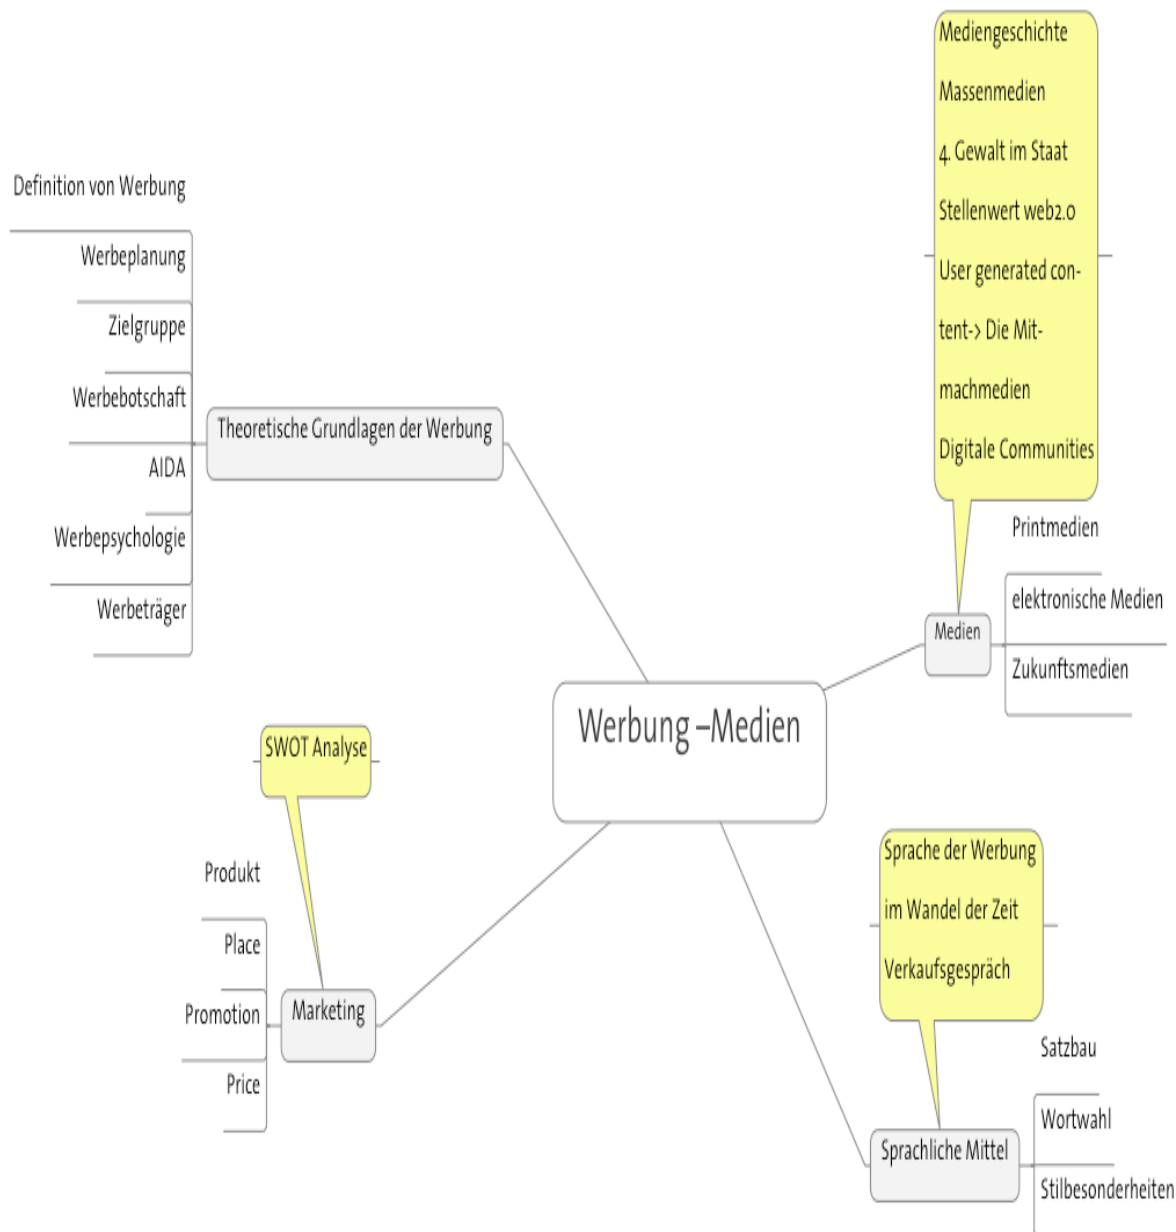 Werbung –Medien
Theoretische Grundlagen der Werbung
Definition von Werbung
Werbeplanung
Zielgruppe
Werbebotschaft
AIDA
Werbepsychologie
Werbeträger
Mediengeschichte
Massenmedien
4. Gewalt im Staat
Stellenwert web2.0
User generated con-
tent-> Die Mit-
machmedien
Digitale Communities
Medien
Printmedien
elektronische Medien
Zukunftsmedien
SWOT Analyse
Marketing
Produkt
Place
Promotion
Price
Sprache der Werbung
im Wandel der Zeit
Verkaufsgespräch
Sprachliche Mittel
Satzbau
Wortwahl
Stilbesonderheiten